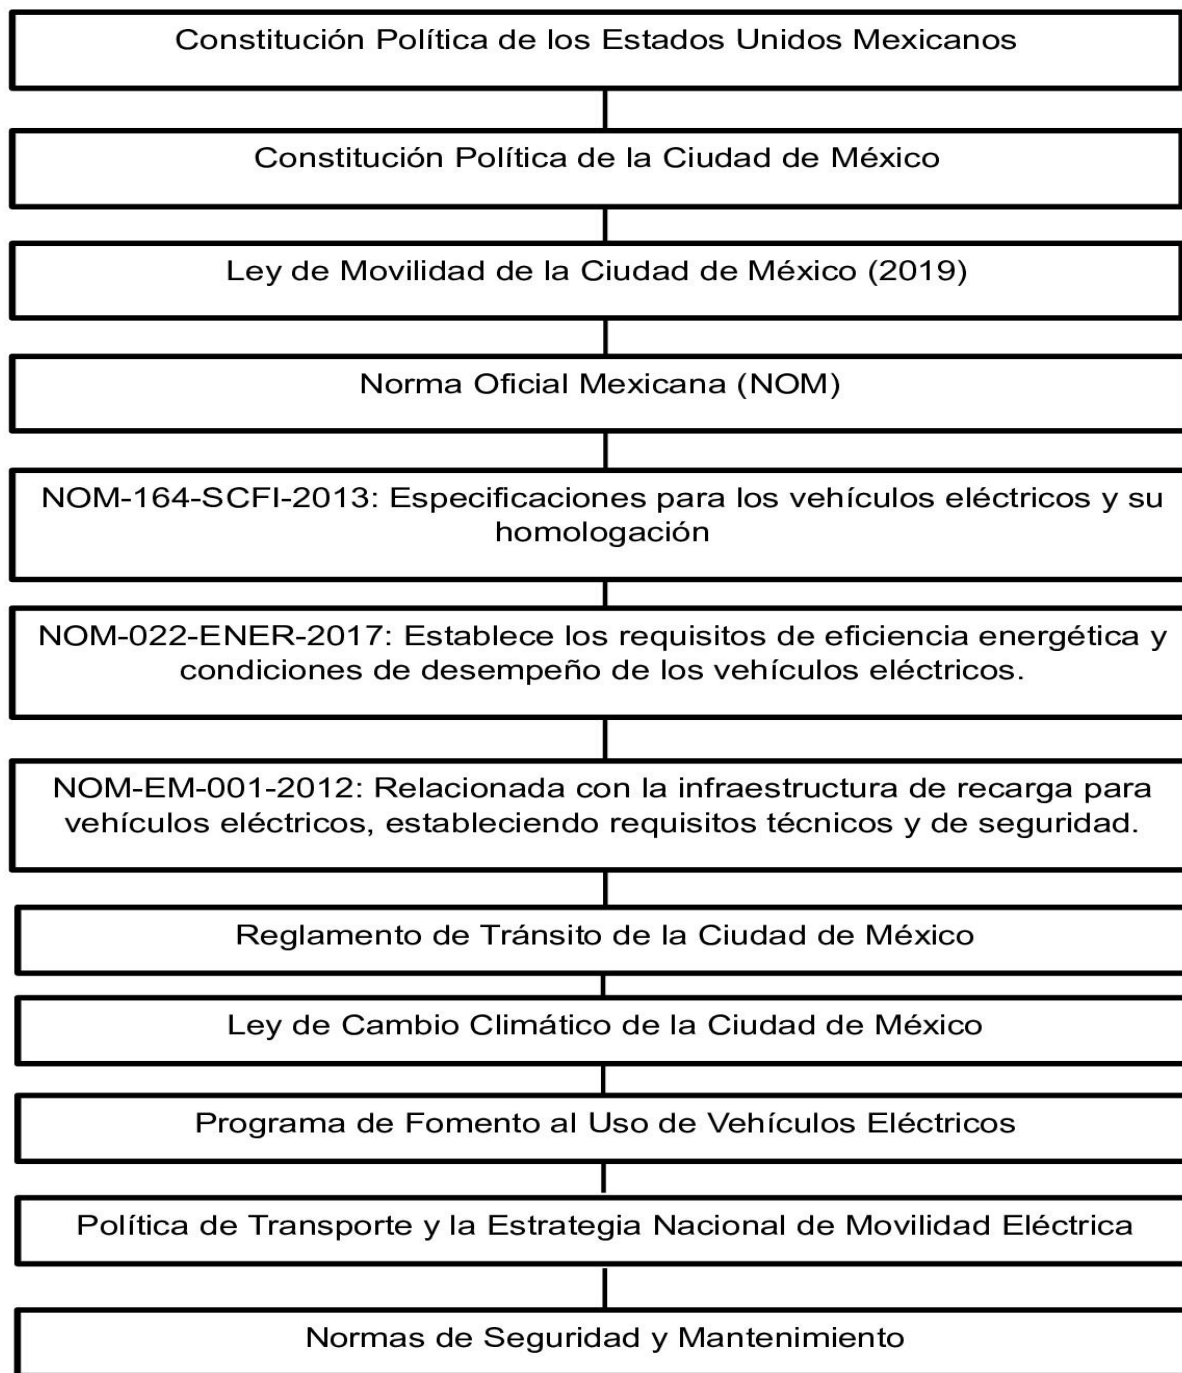 Constitución Política de los Estados Unidos Mexicanos
Constitución Política de la Ciudad de México
Ley de Movilidad de la Ciudad de México (2019)
Norma Oficial Mexicana (NOM)
NOM-164-SCFI-2013: Especificaciones para los vehículos eléctricos y su
homologación
NOM-022-ENER-2017: Establece los requisitos de eficiencia energética y
condiciones de desempeño de los vehículos eléctricos.
NOM-EM-001-2012: Relacionada con la infraestructura de recarga para
vehículos eléctricos, estableciendo requisitos técnicos y de seguridad.
Reglamento de Tránsito de la Ciudad de México
Ley de Cambio Climático de la Ciudad de México
Programa de Fomento al Uso de Vehículos Eléctricos
Política de Transporte y la Estrategia Nacional de Movilidad Eléctrica
Normas de Seguridad y Mantenimiento